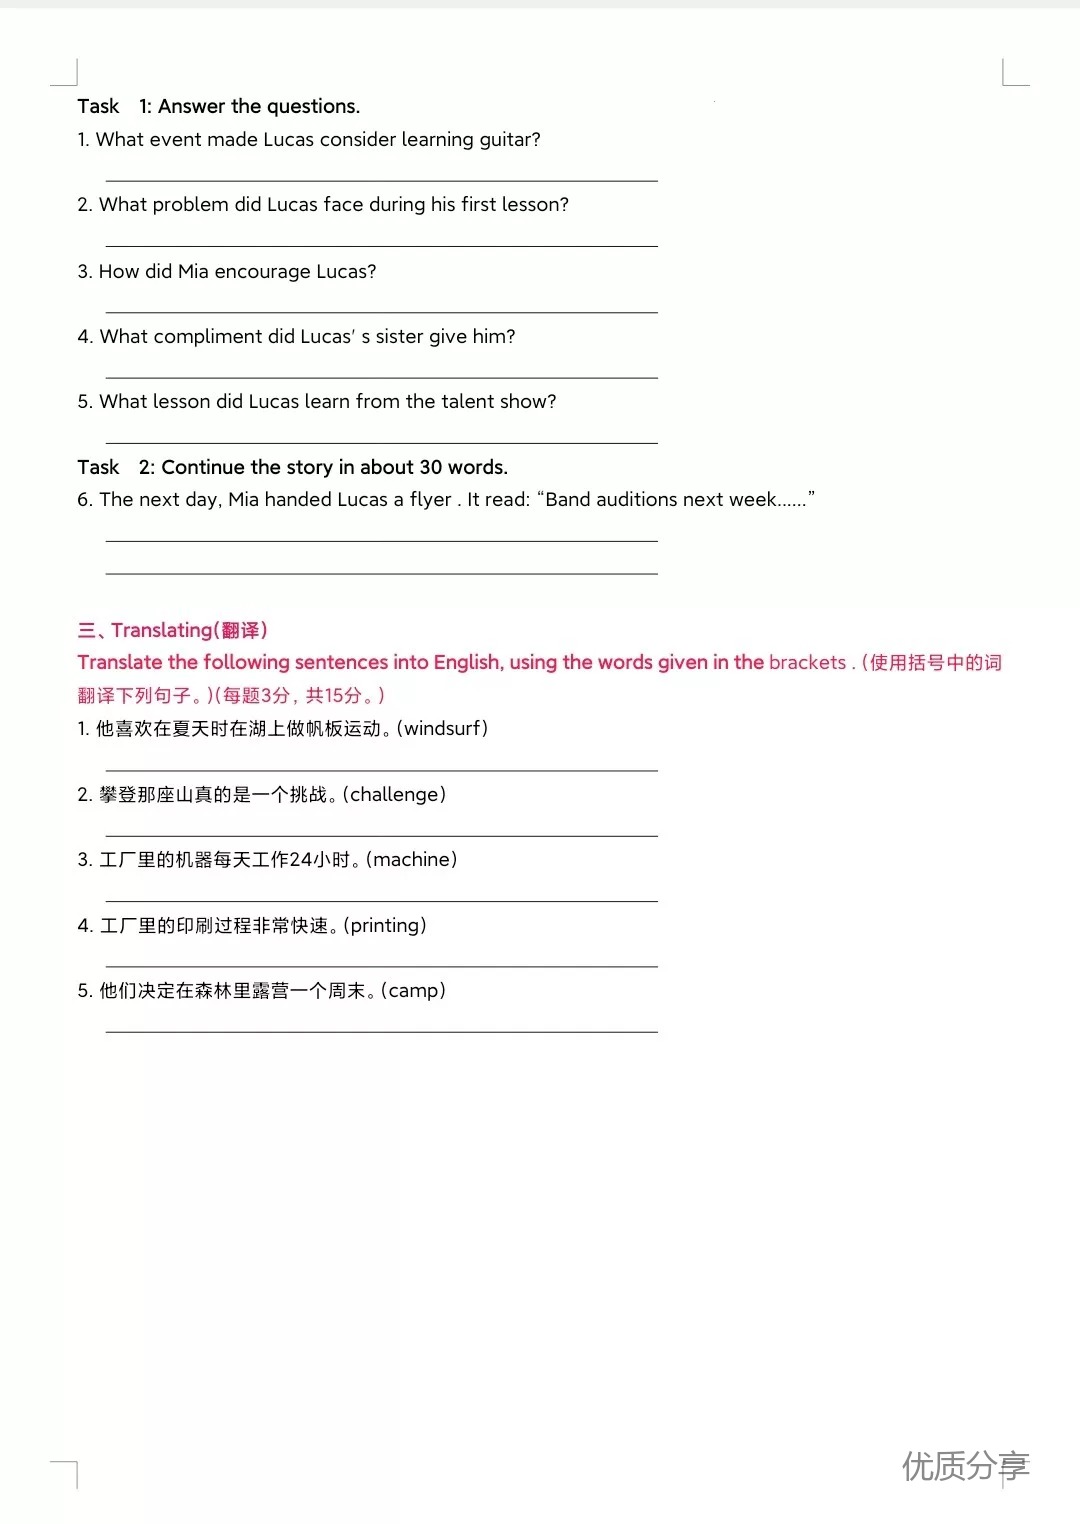 Task 1: Answer the questions.
1. What event made Lucas consider learning guitar?
2. What problem did Lucas face during his first lesson?
3. How did Mia encourage Lucas?
4. What compliment did Lucas' s sister give him?
5. What lesson did Lucas learn from the talent show?
Task 2: Continue the story in about 30 words.
6. The next day, Mia handed Lucas a flyer . It read: “Band auditions next week……”
三、Translating(翻译)
Translate the following sentences into English, using the words given in the brackets . (使用括号中的词
翻译下列句子。)(每题3分，共15分。)
1. 他喜欢在夏天时在湖上做帆板运动。(windsurf)
2. 攀登那座山真的是一个挑战。(challenge)
3. 工厂里的机器每天工作24小时。(machine)
4. 工厂里的印刷过程非常快速。(printing)
5. 他们决定在森林里露营一个周末。(camp)
优质分享